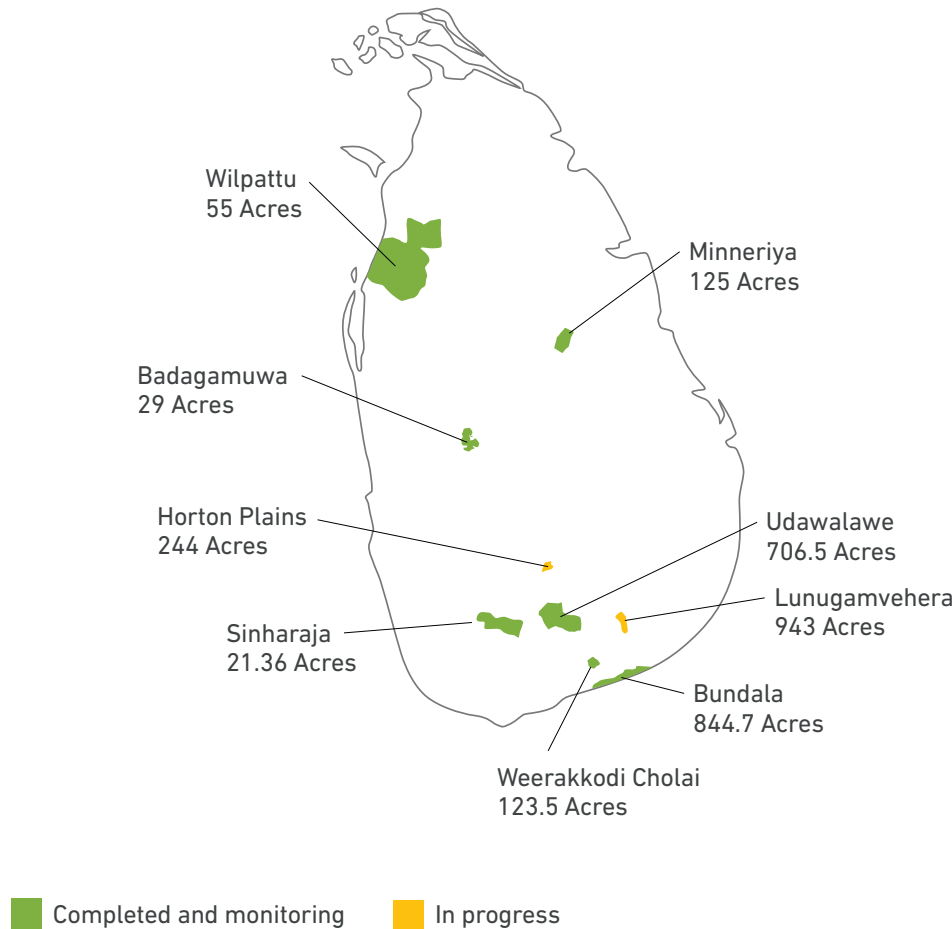 Wilpattu
55 Acres
Minneriya
125 Acres
Badagamuwa
29 Acres
Horton Plains
244 Acres
Udawalawe
706.5 Acres
Lunugamvehera
943 Acres
Sinharaja
21.36 Acres
Bundala
844.7 Acres
Weerakkodi Cholai
123.5 Acres
Completed and monitoring
In progress